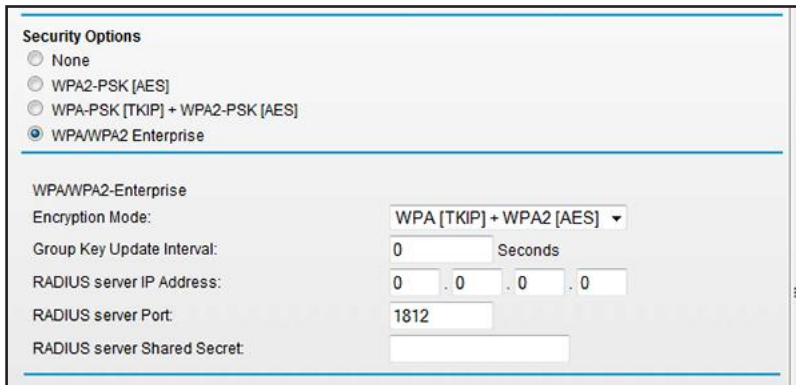 Security Options
None
WPA2-PSK [AES]
WPA-PSK [TKIP] + WPA2-PSK [AES]
WPA/WPA2 Enterprise
WPA/WPA2-Enterprise
Encryption Mode: WPA [TKIP] + WPA2 [AES]
Group Key Update Interval: 0 Seconds
RADIUS server IP Address: 0 . 0 . 0 . 0
RADIUS server Port: 1812
RADIUS server Shared Secret: